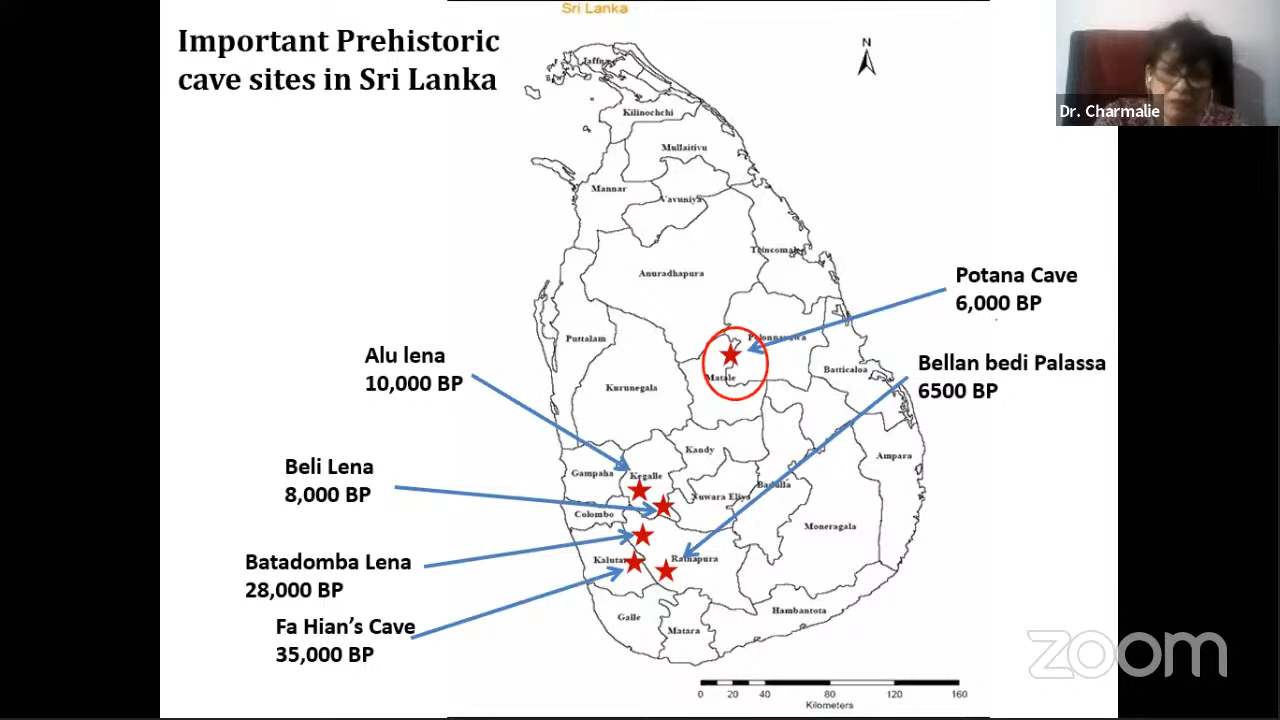 Sri Lanka
Important Prehistoric
cave sites in Sri Lanka
N
Dr. Charmalie
Jaffna
Kilinochchi
Mullaitivu
Mannar
Vavuniya
Trincomalee
Anuradhapura
Potana Cave
6,000 BP
Puttalam
Polonnaruwa
Alu lena
10,000 BP
Bellan bedi Palassa
6500 BP
Matale
Batticaloa
Kurunegala
Kandy
Ampara
Beli Lena
8,000 BP
Gampaha
Kegalle
Badulla
Nuwara Eliya
Colombo
Moneragala
Batadomba Lena
28,000 BP
Kalutara
Ratnapura
Fa Hian’s Cave
35,000 BP
Galle
Matara
Hambantota
zoom
0 20 40 80 120 160
Kilometers